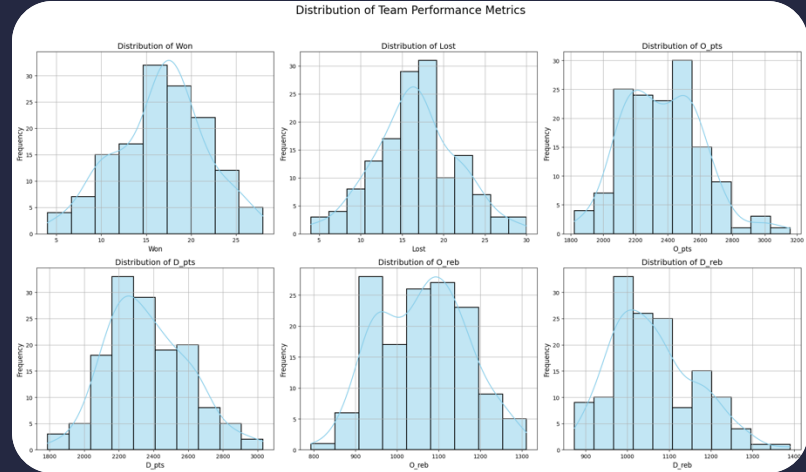 Distribution of Team Performance Metrics
Distribution of Won
Frequency
30
25
20
15
10
5
0
5 10 15 20 25
Won
Distribution of Lost
Frequency
30
25
20
15
10
5
0
5 10 15 20 25 30
Lost
Distribution of O_pts
Frequency
30
25
20
15
10
5
0
1800 2000 2200 2400 2600 2800 3000 3200
O_pts
Distribution of D_pts
Frequency
30
25
20
15
10
5
0
1800 2000 2200 2400 2600 2800 3000
D_pts
Distribution of O_reb
Frequency
25
20
15
10
5
0
800 900 1000 1100 1200 1300
O_reb
Distribution of D_reb
Frequency
30
25
20
15
10
5
0
900 1000 1100 1200 1300 1400
D_reb